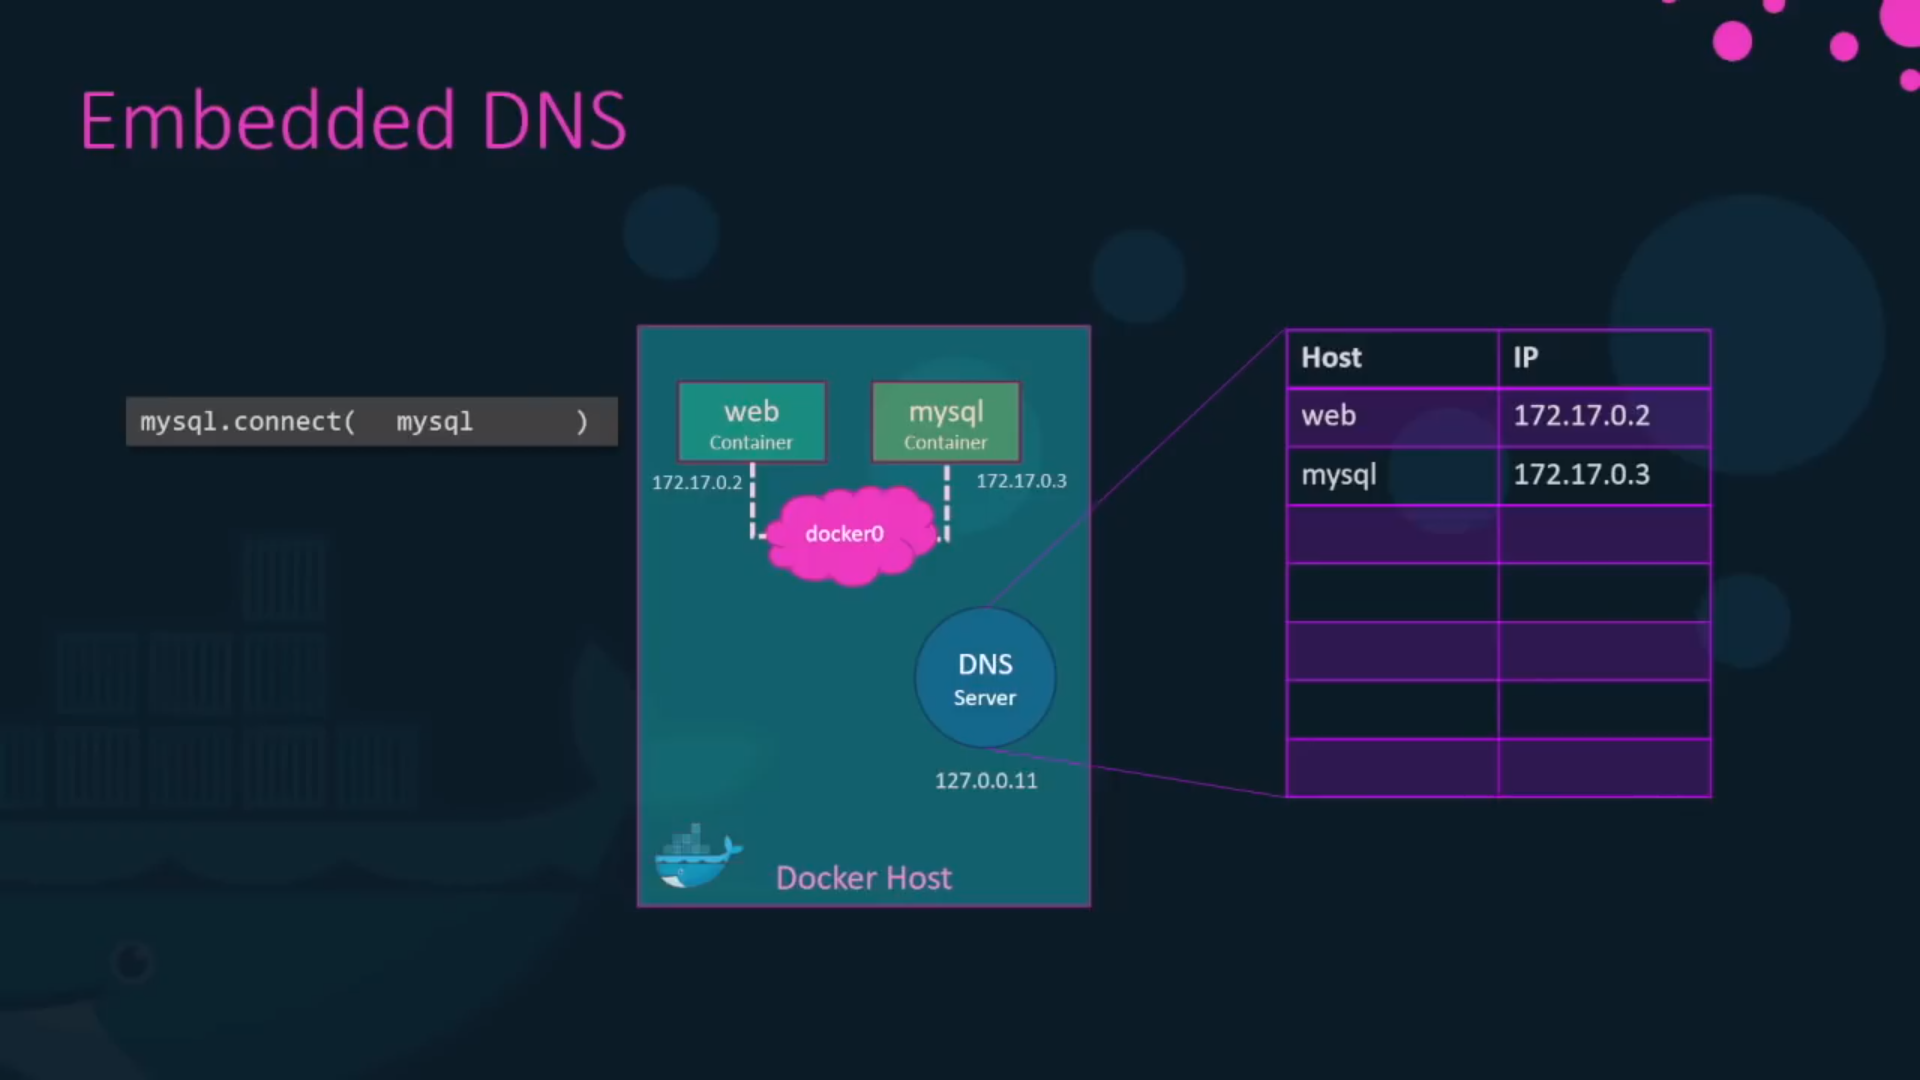 Embedded DNS
mysql.connect( mysql )
web
Container
mysql
Container
172.17.0.2
172.17.0.3
docker0
DNS
Server
127.0.0.11
Docker Host
Host IP
web 172.17.0.2
mysql 172.17.0.3